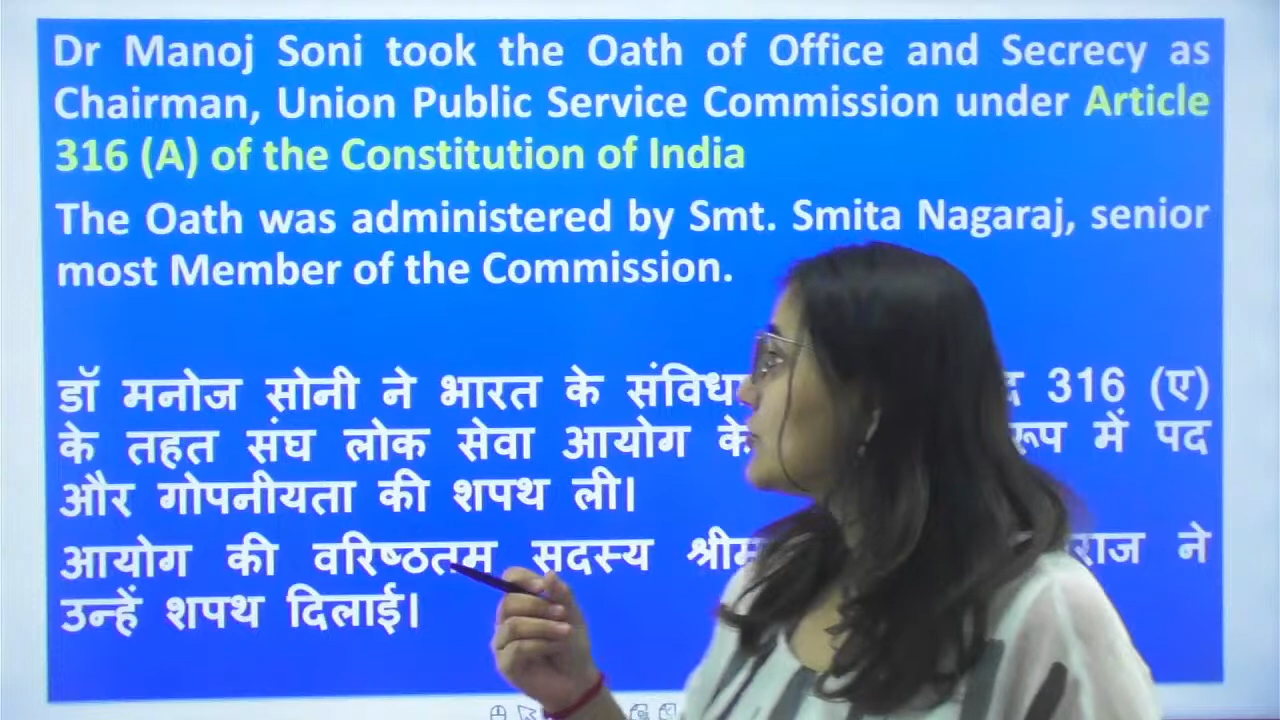 Dr Manoj Soni took the Oath of Office and Secrecy as
Chairman, Union Public Service Commission under Article
316 (A) of the Constitution of India
The Oath was administered by Smt. Smita Nagaraj, senior
most Member of the Commission.
डॉ मनोज सोनी ने भारत के 316 (ए)
के तहत संघ लोक सेवा आयोग के रूप में पद
और गोपनीयता की शपथ ली।
आयोग की वरिष्ठतम सदस्य ने
उन्हें शपथ दिलाई।